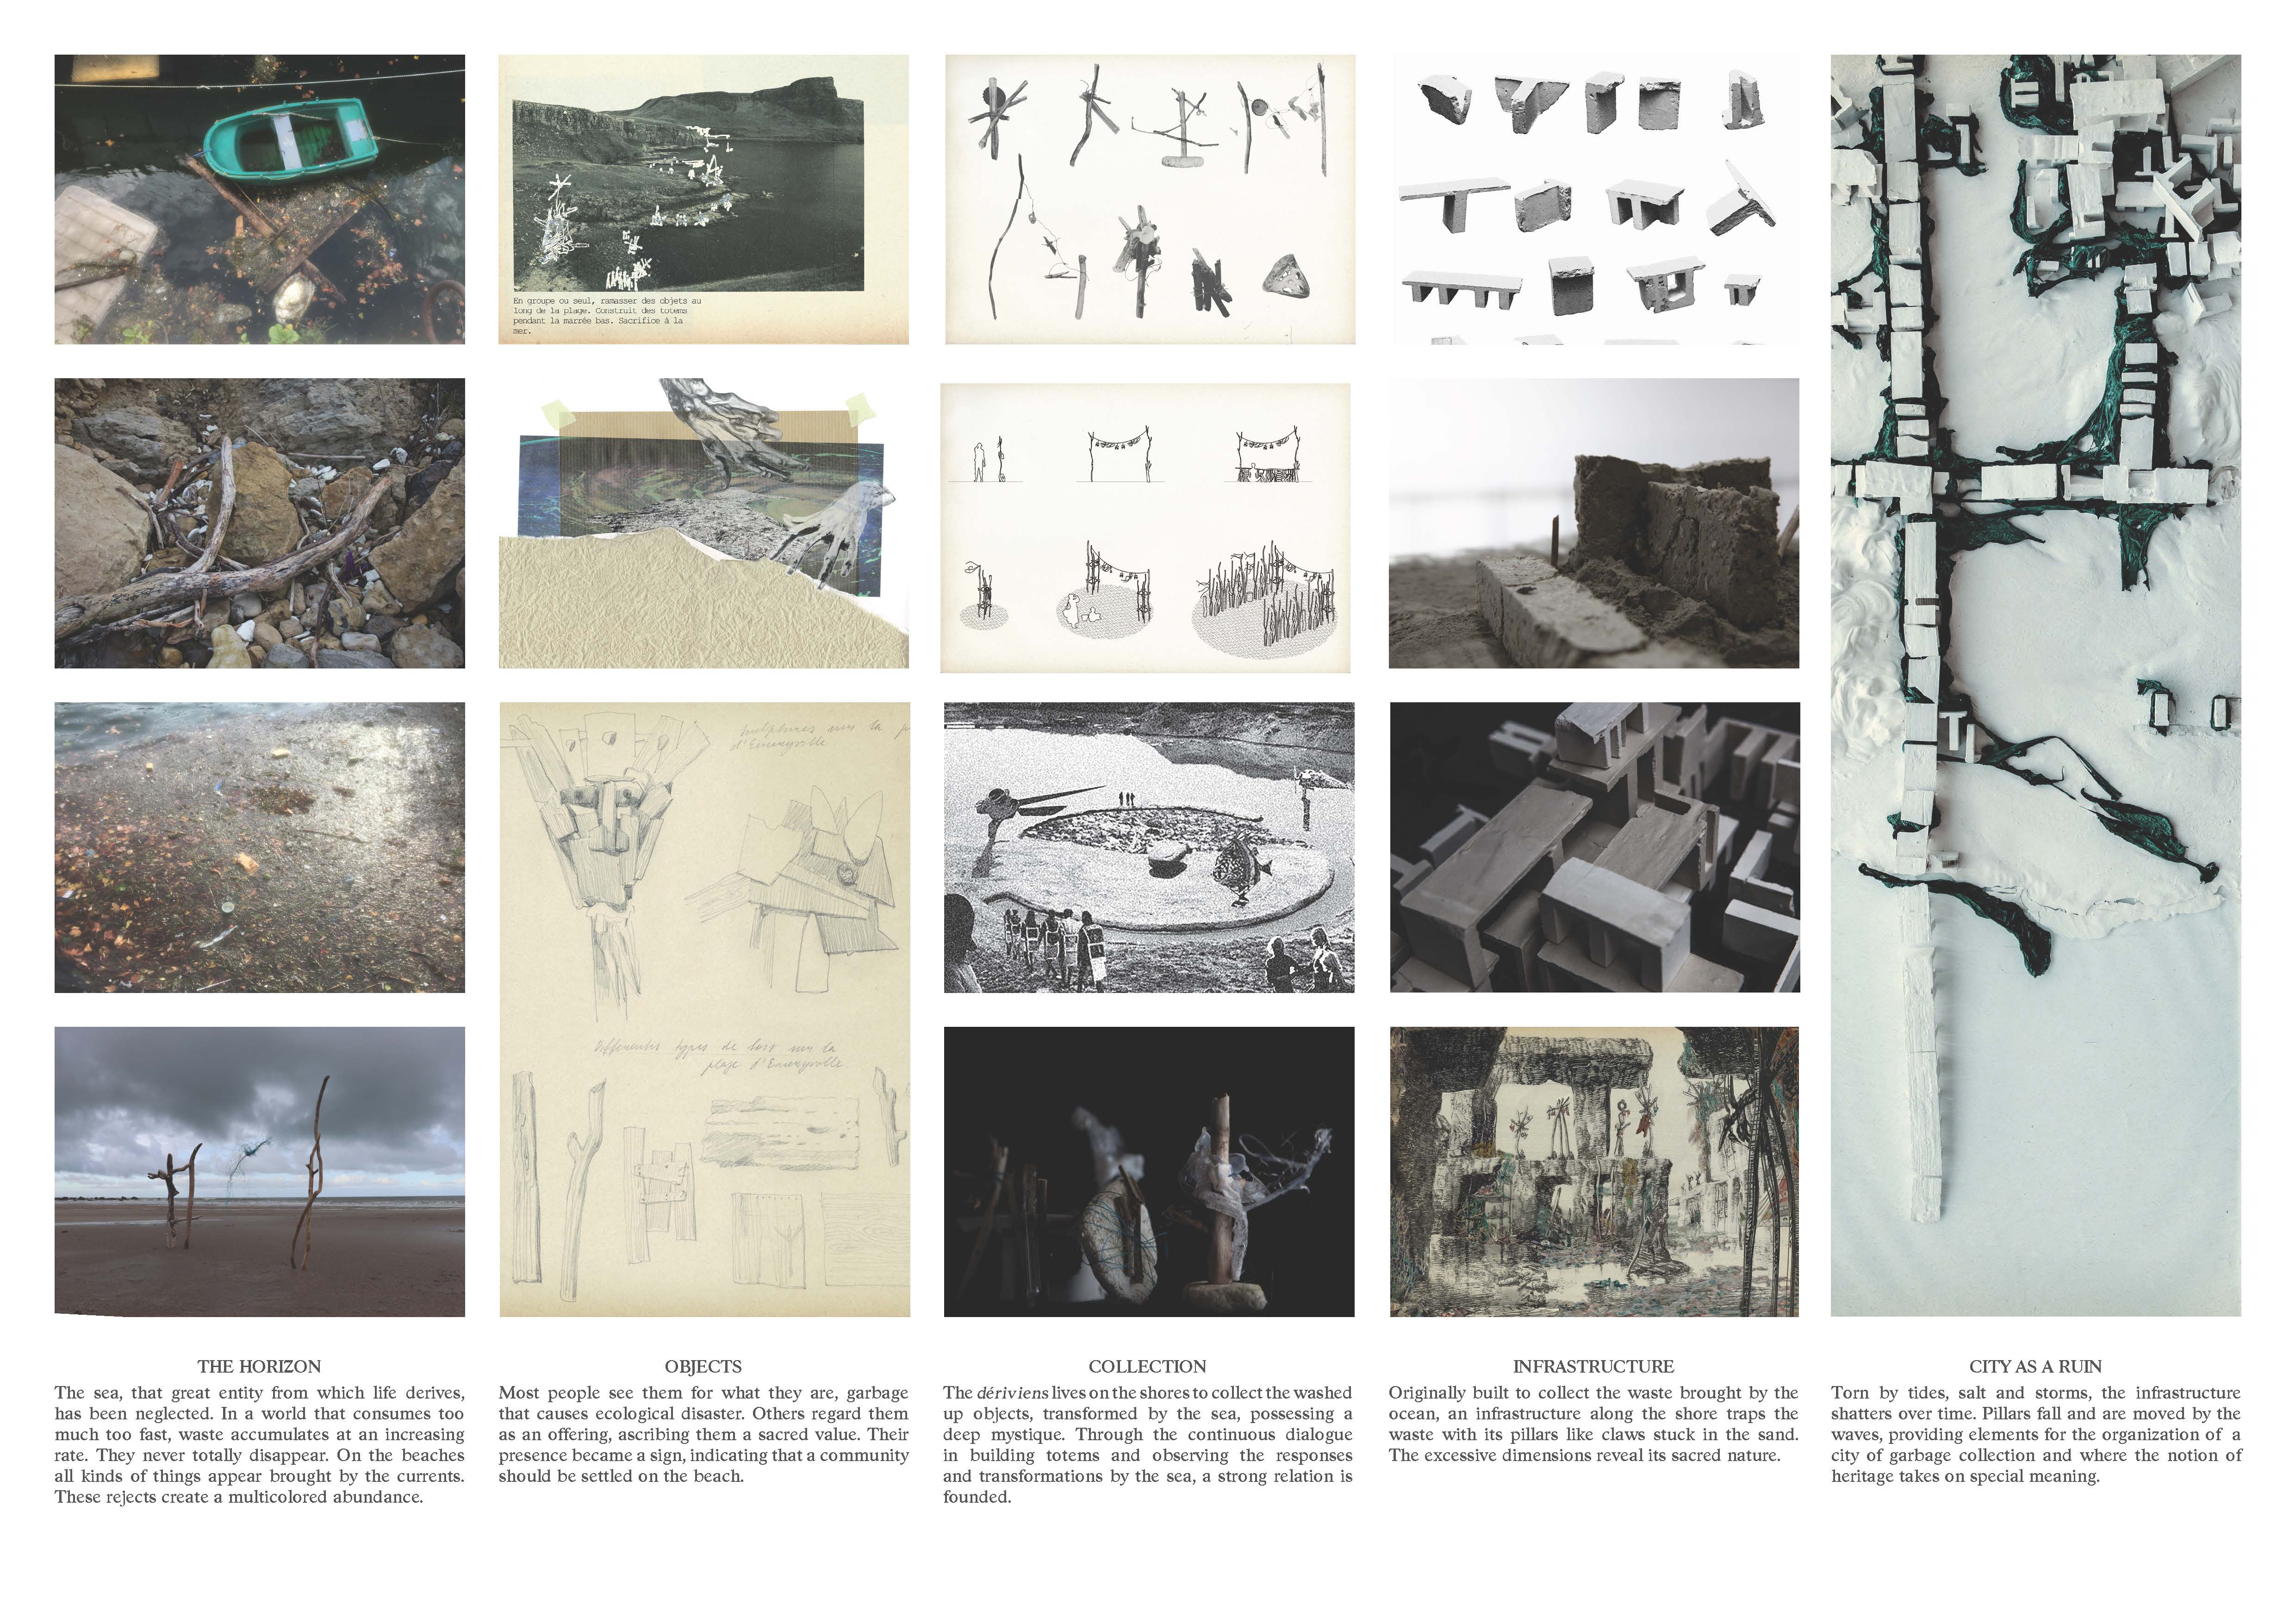 En groupe ou seul, ramasser des objets au
long de la plage. Construit des totems
pendant la marrée bas. Sacrifice à la
mer.
sculptures sur la p
d'Emeryville
Différents types de bois sur la
plage d'Emeryville
THE HORIZON
The sea, that great entity from which life derives,
has been neglected. In a world that consumes too
much too fast, waste accumulates at an increasing
rate. They never totally disappear. On the beaches
all kinds of things appear brought by the currents.
These rejects create a multicolored abundance.
OBJECTS
Most people see them for what they are, garbage
that causes ecological disaster. Others regard them
as an offering, ascribing them a sacred value. Their
presence became a sign, indicating that a community
should be settled on the beach.
COLLECTION
The dériviens lives on the shores to collect the washed
up objects, transformed by the sea, possessing a
deep mystique. Through the continuous dialogue
in building totems and observing the responses
and transformations by the sea, a strong relation is
founded.
INFRASTRUCTURE
Originally built to collect the waste brought by the
ocean, an infrastructure along the shore traps the
waste with its pillars like claws stuck in the sand.
The excessive dimensions reveal its sacred nature.
CITY AS A RUIN
Torn by tides, salt and storms, the infrastructure
shatters over time. Pillars fall and are moved by the
waves, providing elements for the organization of a
city of garbage collection and where the notion of
heritage takes on special meaning.